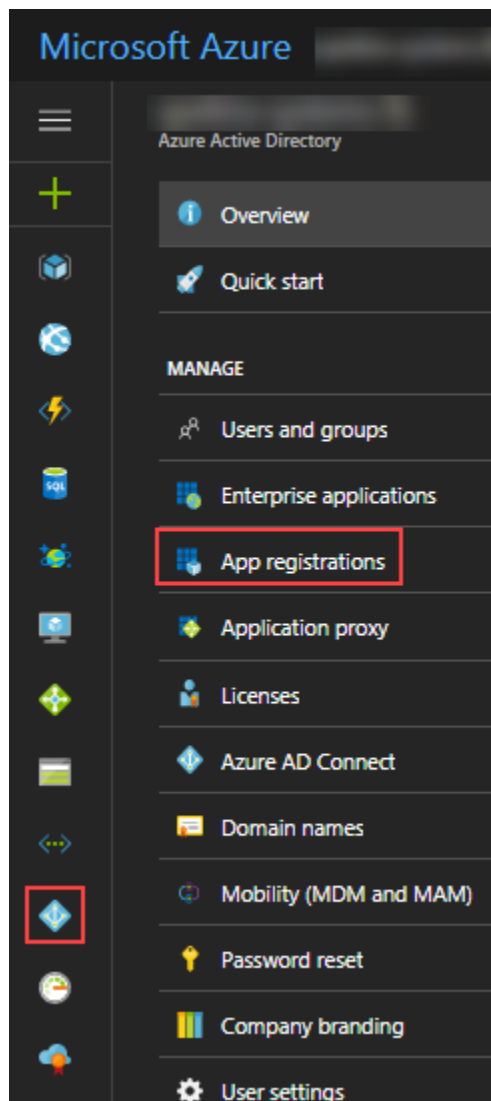 Microsoft Azure
Azure Active Directory
Overview
Quick start
MANAGE
Users and groups
Enterprise applications
App registrations
Application proxy
Licenses
Azure AD Connect
Domain names
Mobility (MDM and MAM)
Password reset
Company branding
User settings
SQL